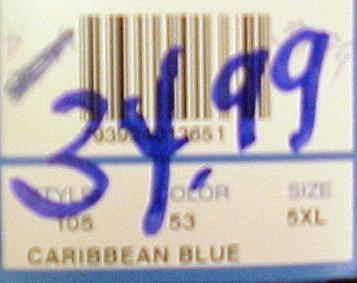 34.99
STYLE COLOR SIZE
105 53 5XL
CARIBBEAN BLUE